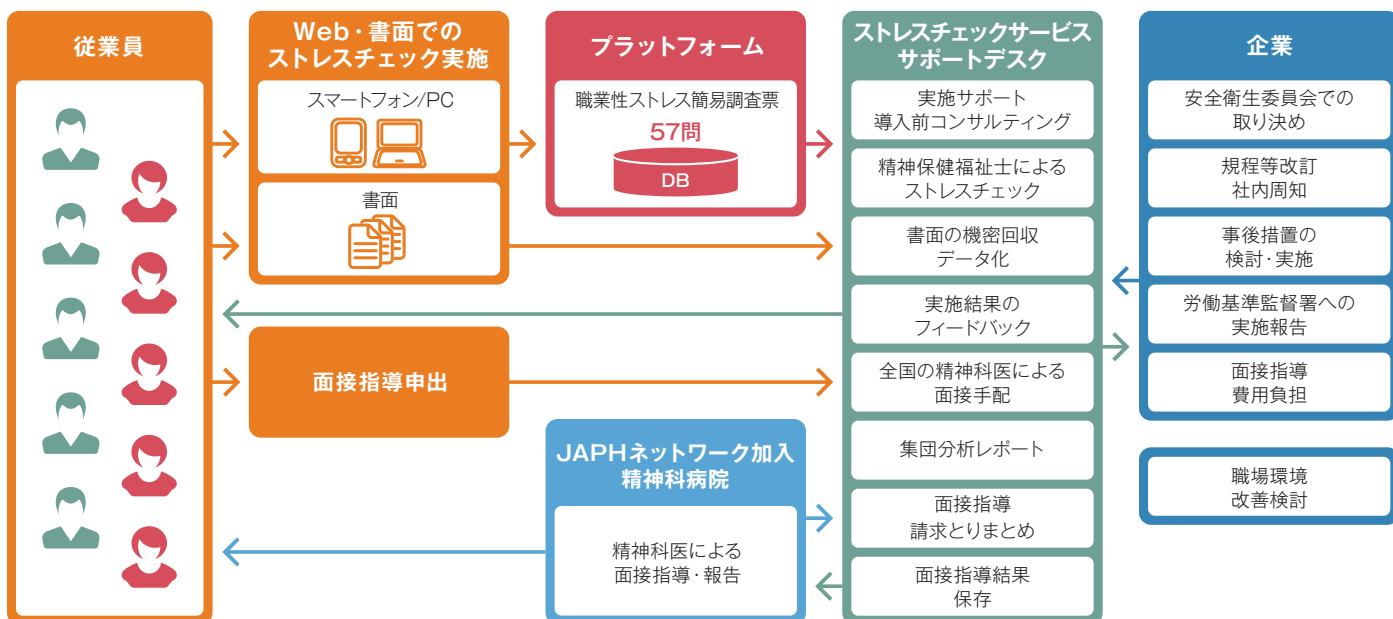 従業員
Web・書面での
ストレスチェック実施
スマートフォン/PC
書面
面接指導申出
プラットフォーム
職業性ストレス簡易調査票
57問
DB
JAPHネットワーク加入
精神科病院
精神科医による
面接指導・報告
ストレスチェックサービス
サポートデスク
実施サポート
導入前コンサルティング
精神保健福祉士による
ストレスチェック
書面の機密回収
データ化
実施結果の
フィードバック
全国の精神科医による
面接手配
集団分析レポート
面接指導
請求とりまとめ
面接指導結果
保存
企業
安全衛生委員会での
取り決め
規程等改訂
社内周知
事後措置の
検討・実施
労働基準監督署への
実施報告
面接指導
費用負担
職場環境
改善検討